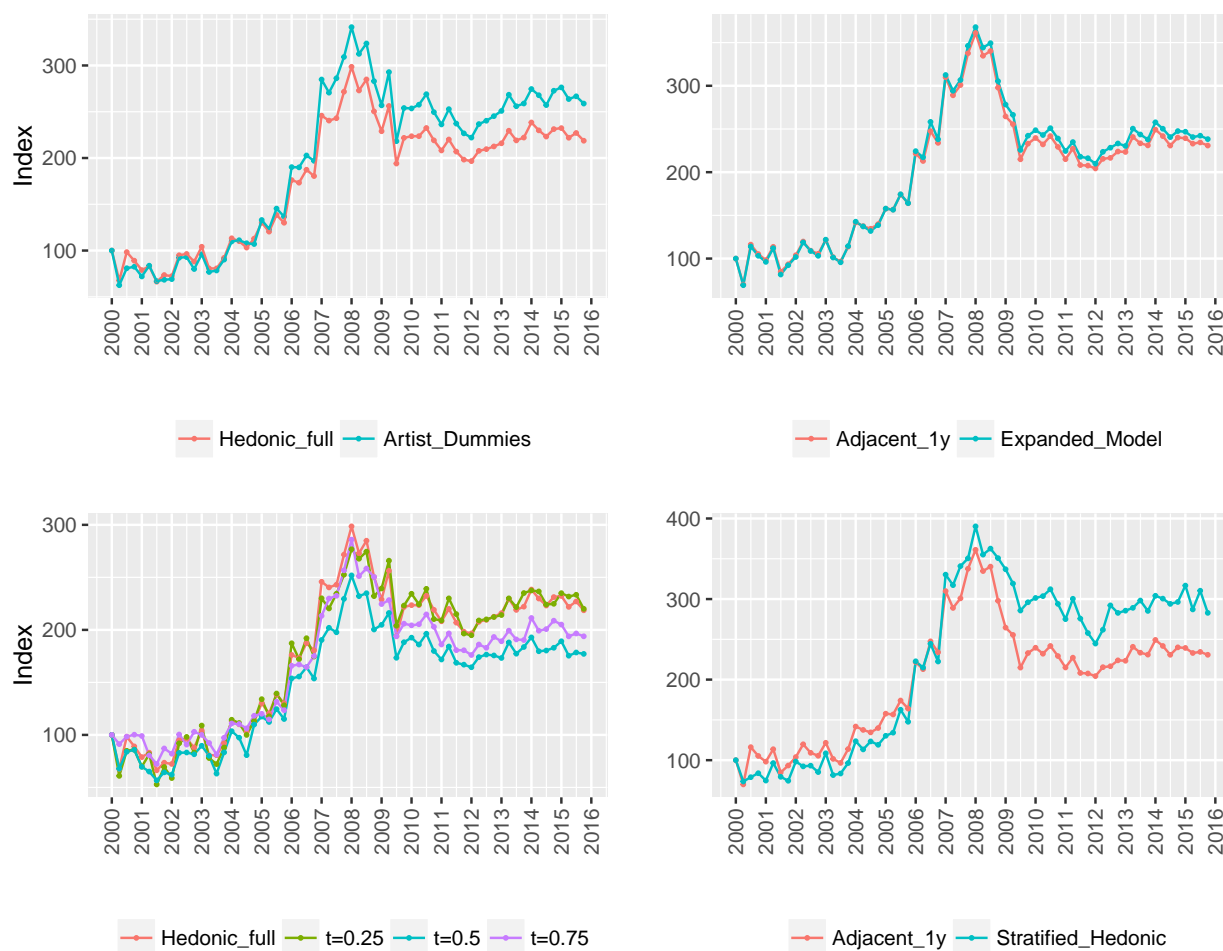 300
200
100
Index
2000 2001 2002 2003 2004 2005 2006 2007 2008 2009 2010 2011 2012 2013 2014 2015 2016
Hedonic_full Artist_Dummies
300
200
100
2000 2001 2002 2003 2004 2005 2006 2007 2008 2009 2010 2011 2012 2013 2014 2015 2016
Adjacent_1y Expanded_Model
300
200
100
Index
2000 2001 2002 2003 2004 2005 2006 2007 2008 2009 2010 2011 2012 2013 2014 2015 2016
Hedonic_full t=0.25 t=0.5 t=0.75
400
300
200
100
2000 2001 2002 2003 2004 2005 2006 2007 2008 2009 2010 2011 2012 2013 2014 2015 2016
Adjacent_1y Stratified_Hedonic